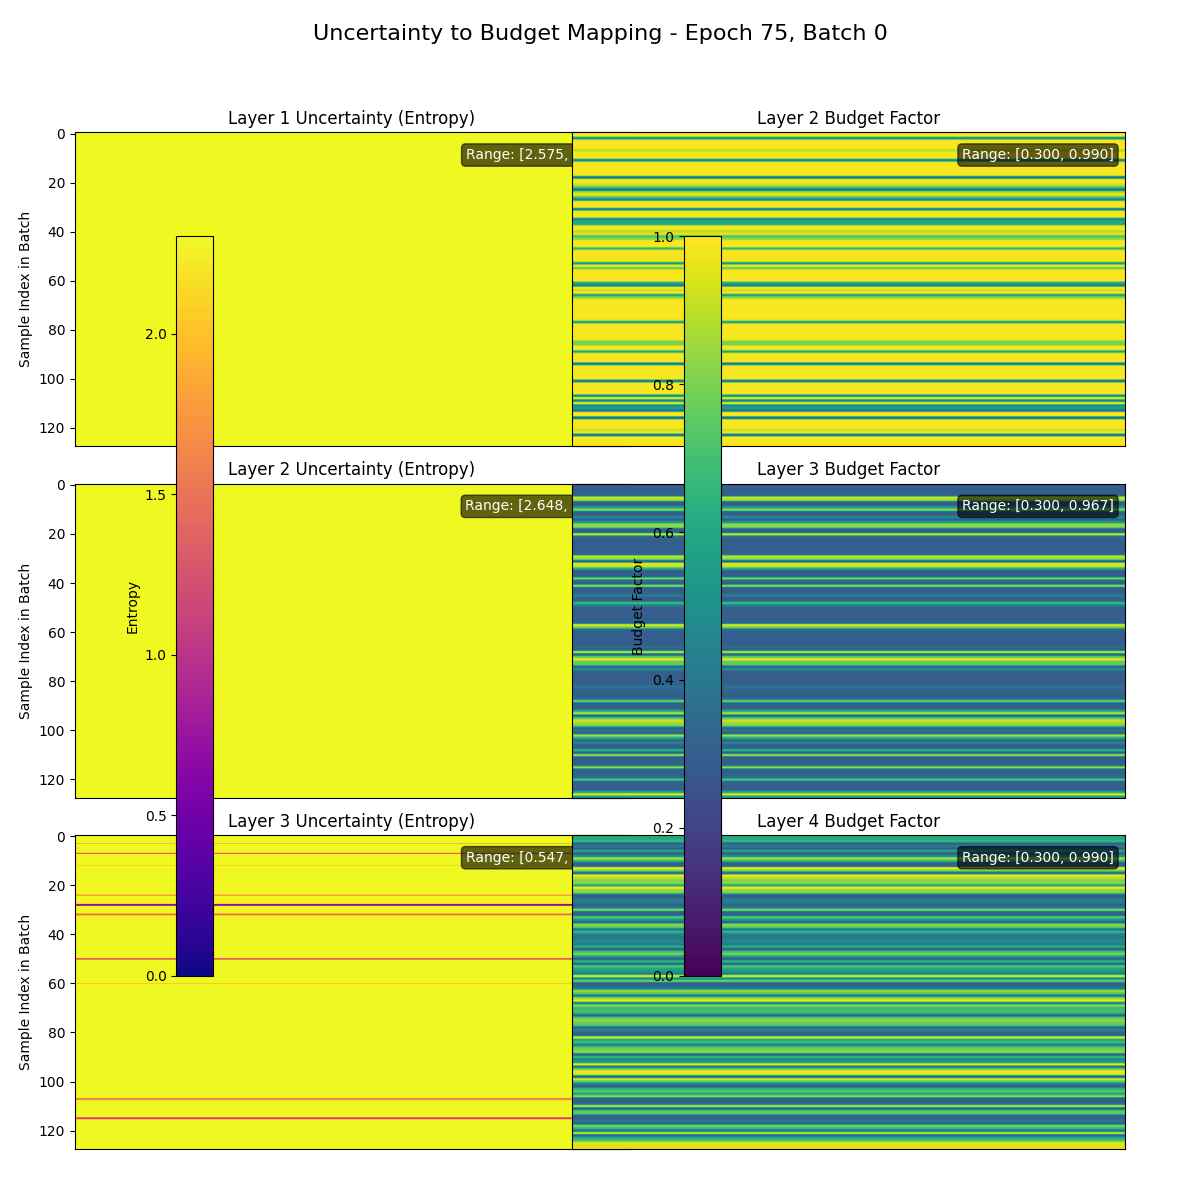 Uncertainty to Budget Mapping - Epoch 75, Batch 0
Layer 1 Uncertainty (Entropy)
Layer 2 Budget Factor
Range: [2.575,
Range: [0.300, 0.990]
Sample Index in Batch
0
20
40
60
80
100
120
Layer 2 Uncertainty (Entropy)
Layer 3 Budget Factor
Range: [2.648,
Range: [0.300, 0.967]
Sample Index in Batch
0
20
40
60
80
100
120
Layer 3 Uncertainty (Entropy)
Layer 4 Budget Factor
Range: [0.547,
Range: [0.300, 0.990]
Sample Index in Batch
0
20
40
60
80
100
120
Entropy
2.0
1.5
1.0
0.5
0.0
Budget Factor
1.0
0.8
0.6
0.4
0.2
0.0